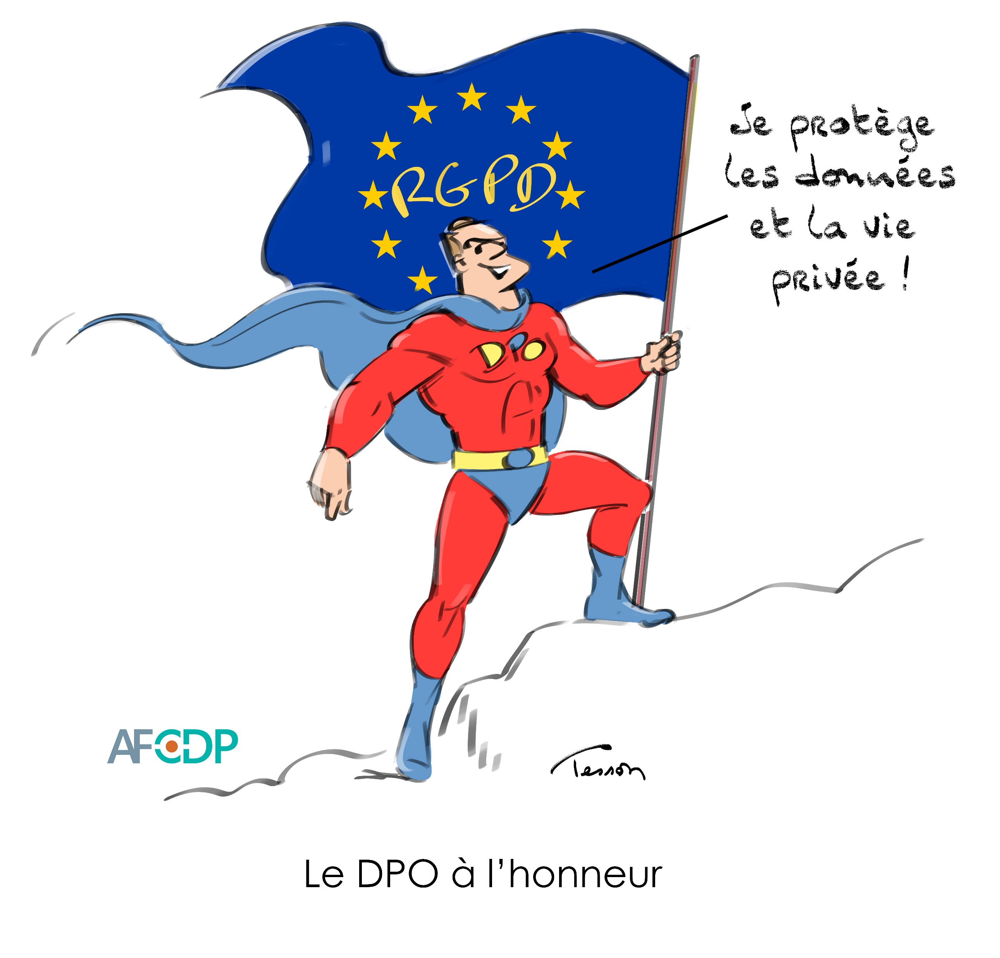 RGPD
Je protège
les données
et la vie
privée !
DPO
AFCDP
Tesson
Le DPO à l'honneur